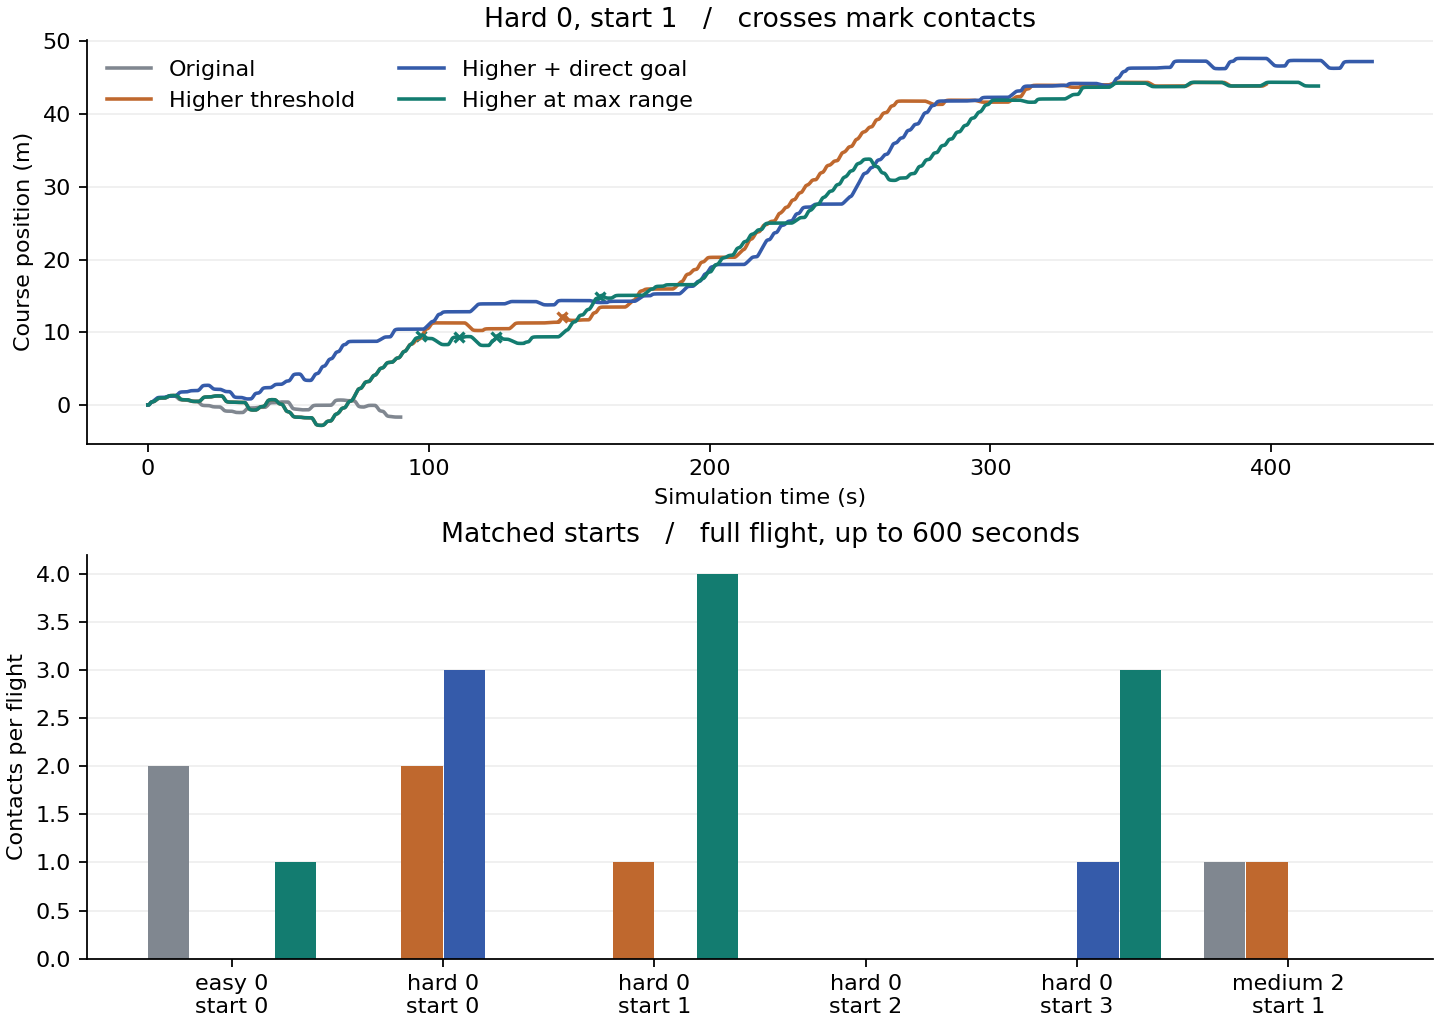 Hard 0, start 1 / crosses mark contacts
Original
Higher threshold
Higher + direct goal
Higher at max range
Course position (m)
50
40
30
20
10
0
0 100 200 300 400
Simulation time (s)
Matched starts / full flight, up to 600 seconds
Contacts per flight
4.0
3.5
3.0
2.5
2.0
1.5
1.0
0.5
0.0
easy 0
start 0
hard 0
start 0
hard 0
start 1
hard 0
start 2
hard 0
start 3
medium 2
start 1